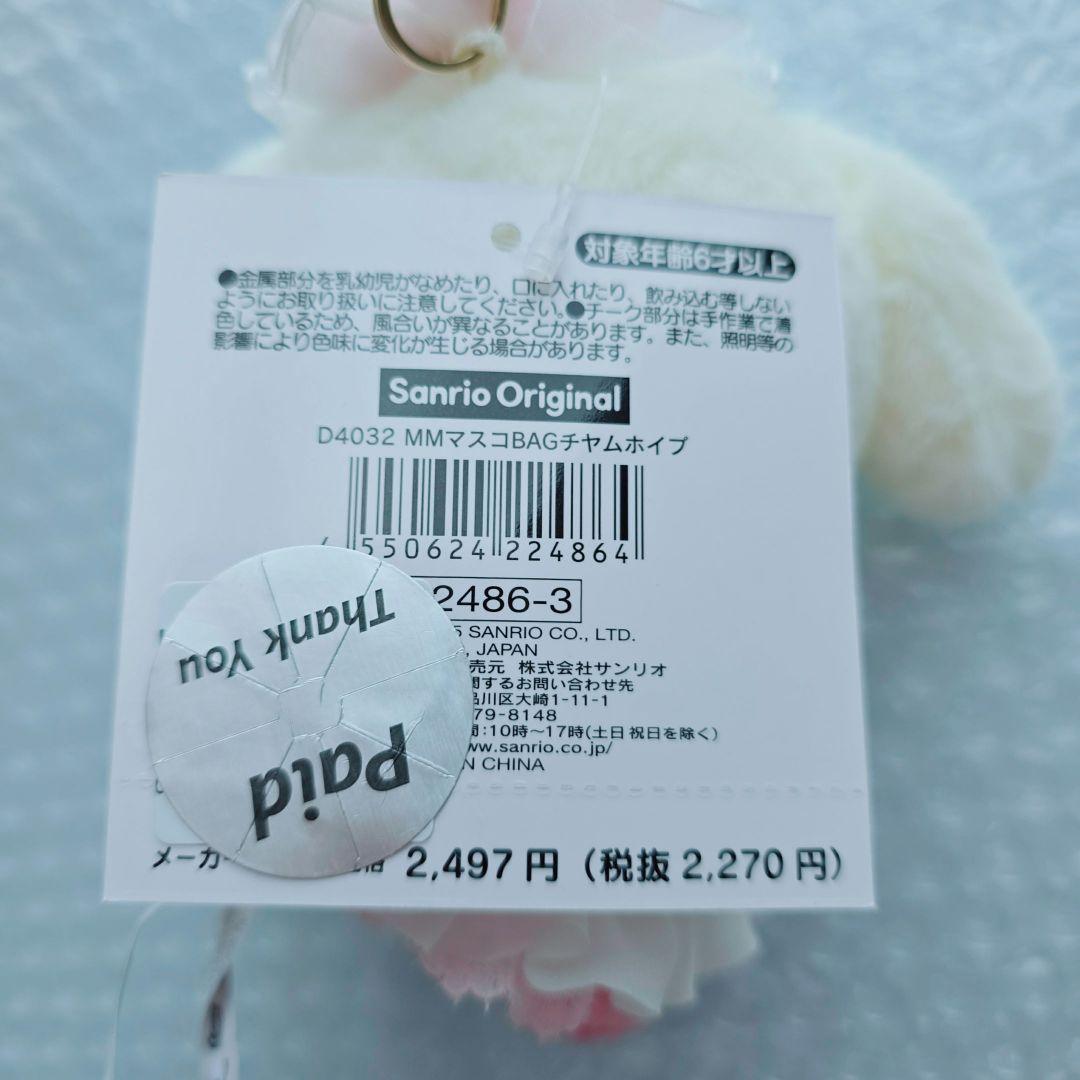 対象年齢6才以上
●金属部分を乳幼児がなめたり、口に入れたり、飲み込む等しない
ようにお取り扱いに注意してください。●チーク部分は手作業で着
色しているため、風合いが異なることがあります。また、照明等の
影響により色味に変化が生じる場合があります。
Sanrio Original
D4032 MMマスコBAGチヤムホイプ
4 550624 224864
2486-3
5 SANRIO CO., LTD.
, JAPAN
売元 株式会社サンリオ
関するお問い合わせ先
品川区大崎1-11-1
79-8148
間:10時～17時(土日祝日を除く)
www.sanrio.co.jp/
N CHINA
Thank You
Paid
メーカー 2,497円 (税抜 2,270円)